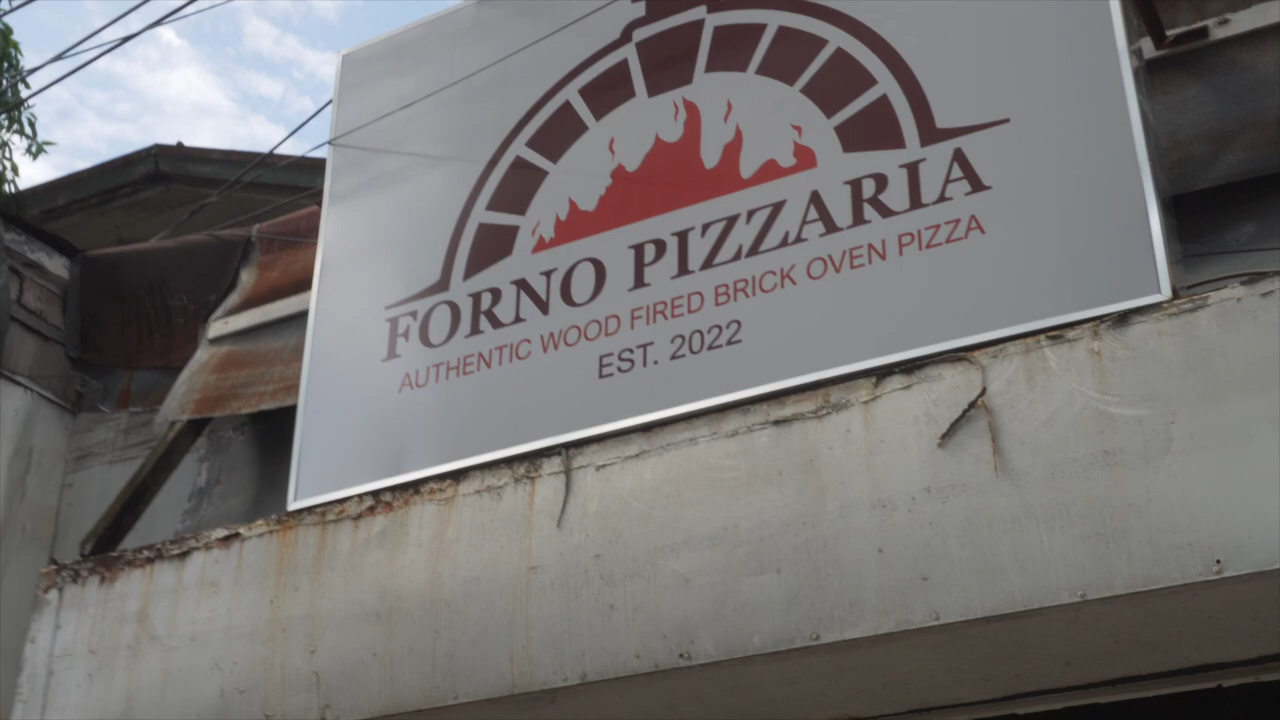 FORNO PIZZARIA
AUTHENTIC WOOD FIRED BRICK OVEN PIZZA
EST. 2022